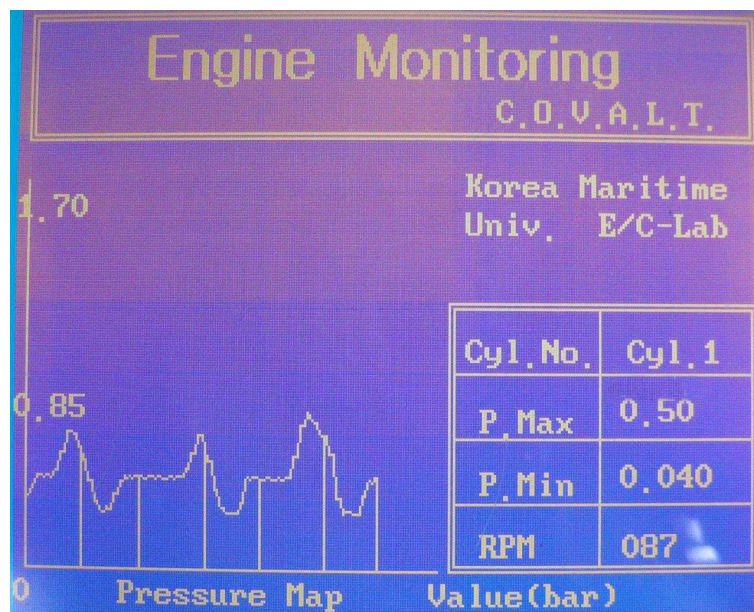 Engine Monitoring
C.O.V.A.L.T.
Korea Maritime
Univ. E/C-Lab
1.70
0.85
Cyl.No. Cyl.1
P.Max 0.50
P.Min 0.040
RPM 087
0 Pressure Map Value(bar)